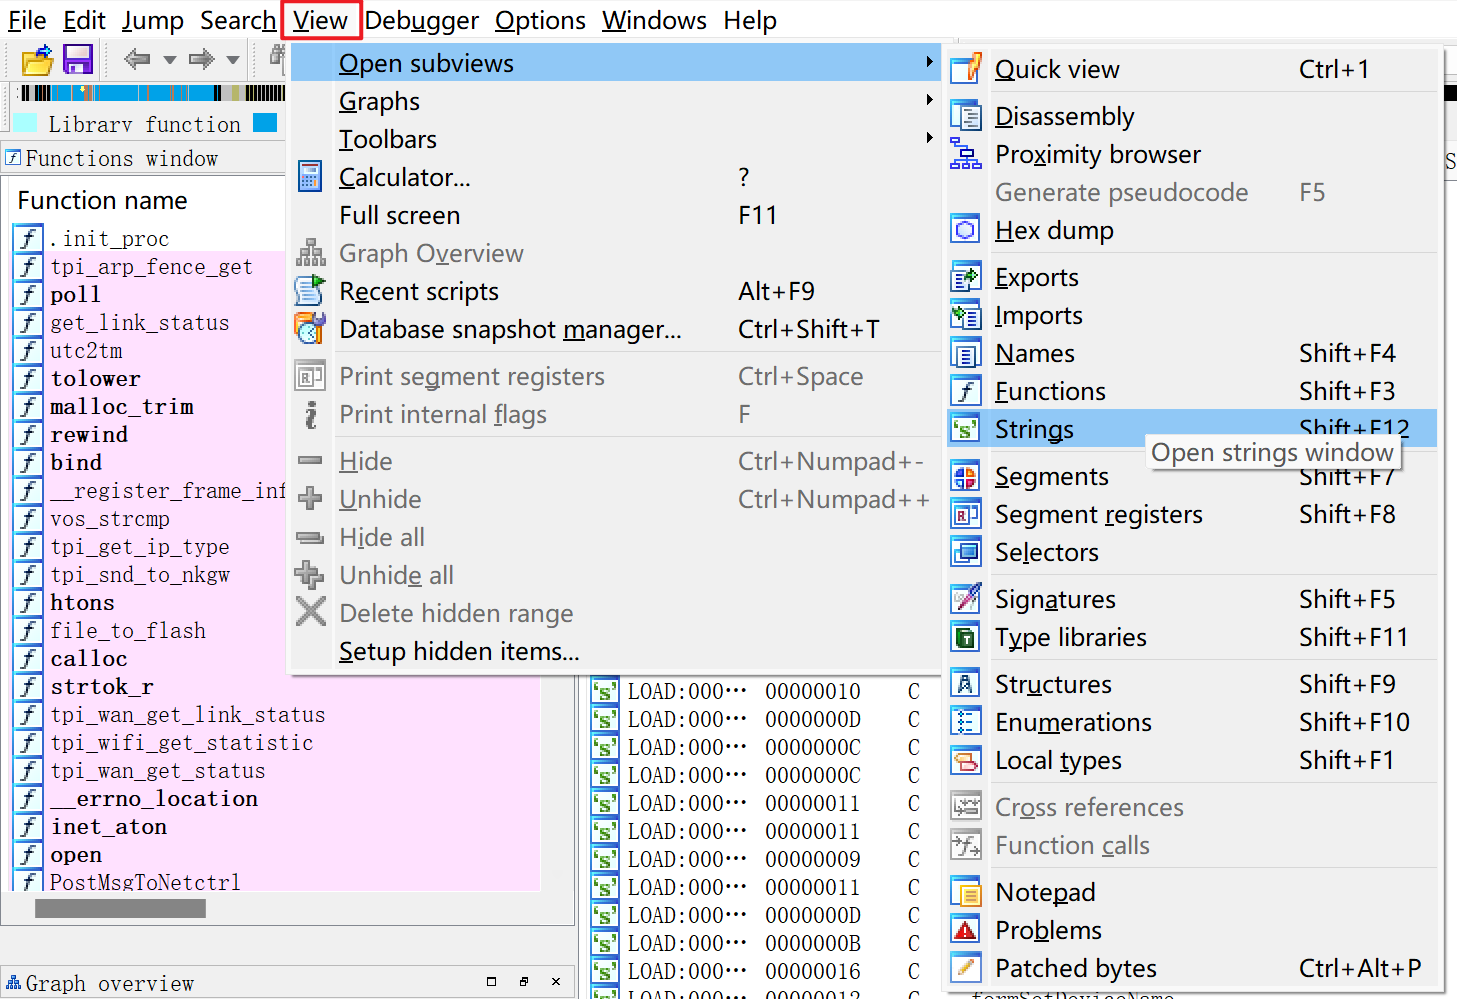 File Edit Jump Search View Debugger Options Windows Help
Library function
Functions window
Function name
.init_proc
tpi_arp_fence_get
poll
get_link_status
utc2tm
tolower
malloc_trim
rewind
bind
__register_frame_inf
vos_strcmp
tpi_get_ip_type
tpi_snd_to_nkgw
htons
file_to_flash
calloc
strtok_r
tpi_wan_get_link_status
tpi_wifi_get_statistic
tpi_wan_get_status
__errno_location
inet_aton
open
PostMsgToNetctrl
Graph overview
Open subviews
Graphs
Toolbars
Calculator... ?
Full screen F11
Graph Overview
Recent scripts Alt+F9
Database snapshot manager... Ctrl+Shift+T
Print segment registers Ctrl+Space
Print internal flags F
Hide Ctrl+Numpad+-
Unhide Ctrl+Numpad++
Hide all
Unhide all
Delete hidden range
Setup hidden items...
LOAD:000··· 00000010 C
LOAD:000··· 0000000D C
LOAD:000··· 0000000C C
LOAD:000··· 0000000C C
LOAD:000··· 00000011 C
LOAD:000··· 00000011 C
LOAD:000··· 00000009 C
LOAD:000··· 00000011 C
LOAD:000··· 0000000D C
LOAD:000··· 0000000B C
LOAD:000··· 00000016 C
LOAD:000··· 00000012 C formSetDeviceName
Quick view Ctrl+1
Disassembly
Proximity browser
Generate pseudocode F5
Hex dump
Exports
Imports
Names Shift+F4
Functions Shift+F3
Strings Shift+F12
Open strings window
Segments Shift+F7
Segment registers Shift+F8
Selectors
Signatures Shift+F5
Type libraries Shift+F11
Structures Shift+F9
Enumerations Shift+F10
Local types Shift+F1
Cross references
Function calls
Notepad
Problems
Patched bytes Ctrl+Alt+P
S